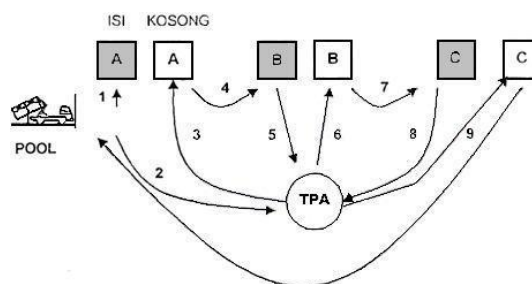 ISI KOSONG
A A B B C C
1 4 7
POOL
2 3 5 6 8 9
TPA